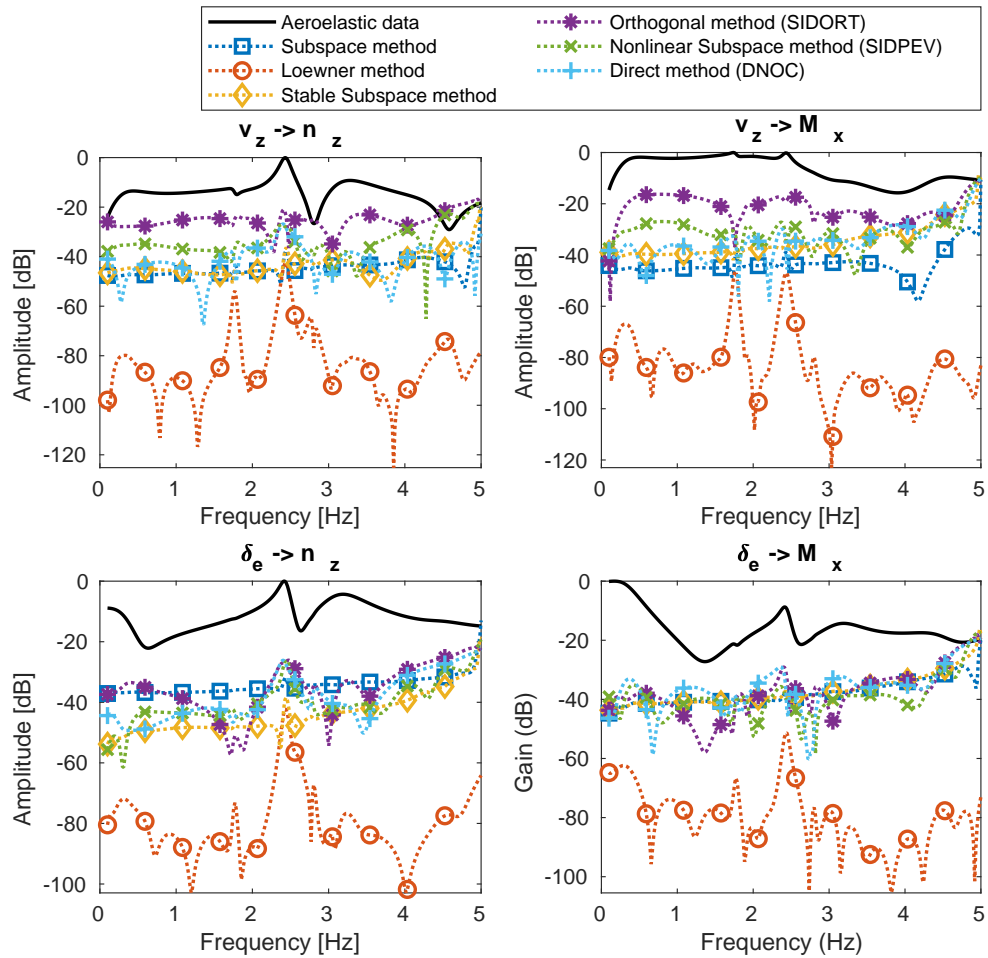 Aeroelastic data
Subspace method
Loewner method
Stable Subspace method
Orthogonal method (SIDORT)
Nonlinear Subspace method (SIDPEV)
Direct method (DNOC)
v_z -> n_z
0
-20
-40
-60
-80
-100
-120
Amplitude [dB]
0 1 2 3 4 5
Frequency [Hz]
v_z -> M_x
0
-20
-40
-60
-80
-100
-120
Amplitude [dB]
0 1 2 3 4 5
Frequency [Hz]
δ_e -> n_z
0
-20
-40
-60
-80
-100
Amplitude [dB]
0 1 2 3 4 5
Frequency [Hz]
δ_e -> M_x
0
-20
-40
-60
-80
-100
Gain (dB)
0 1 2 3 4 5
Frequency (Hz)